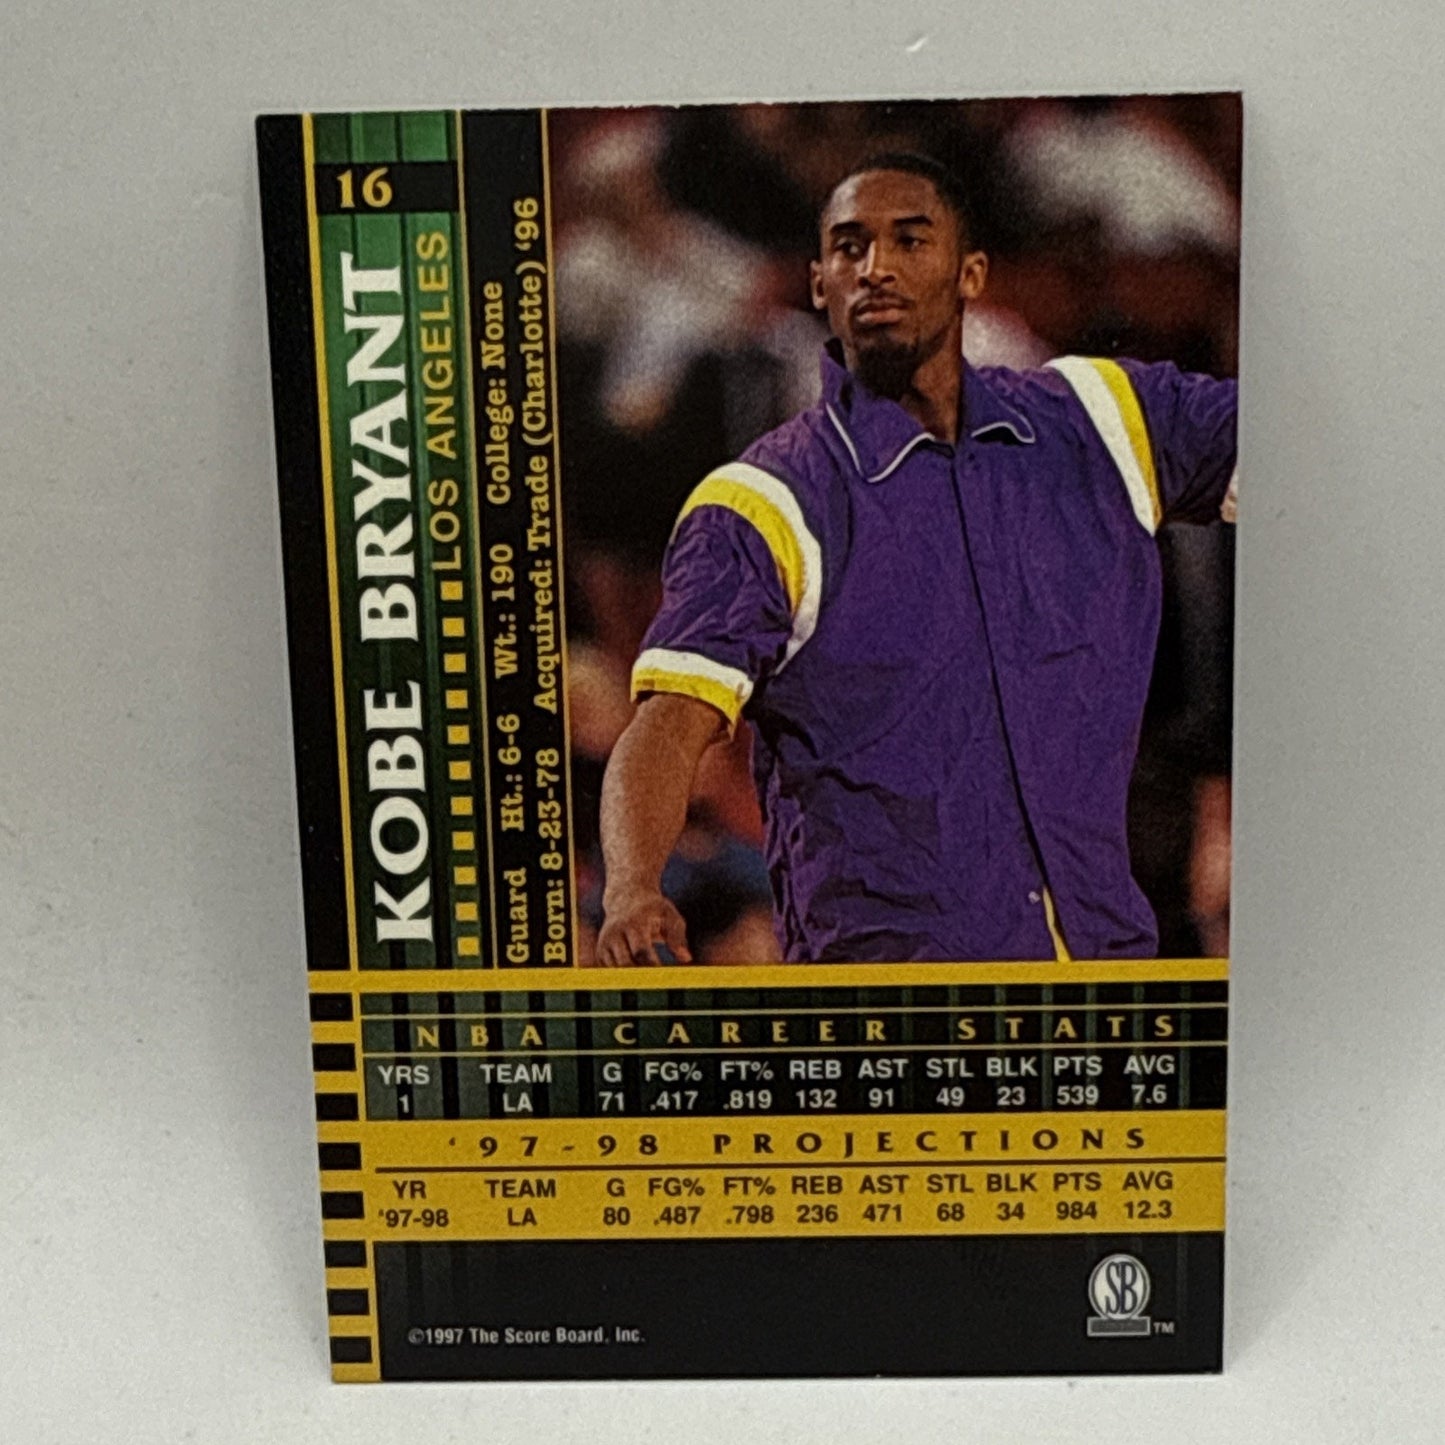 16
KOBE BRYANT
LOS ANGELES
Guard Ht.: 6-6 Wt.: 190 College: None
Born: 8-23-78 Acquired: Trade (Charlotte) '96
NBA CAREER STATS
YRS TEAM G FG% FT% REB AST STL BLK PTS AVG
1 LA 71 .417 .819 132 91 49 23 539 7.6
'97-98 PROJECTIONS
YR TEAM G FG% FT% REB AST STL BLK PTS AVG
'97-98 LA 80 .487 .798 236 471 68 34 984 12.3
SB
TM
©1997 The Score Board, Inc.